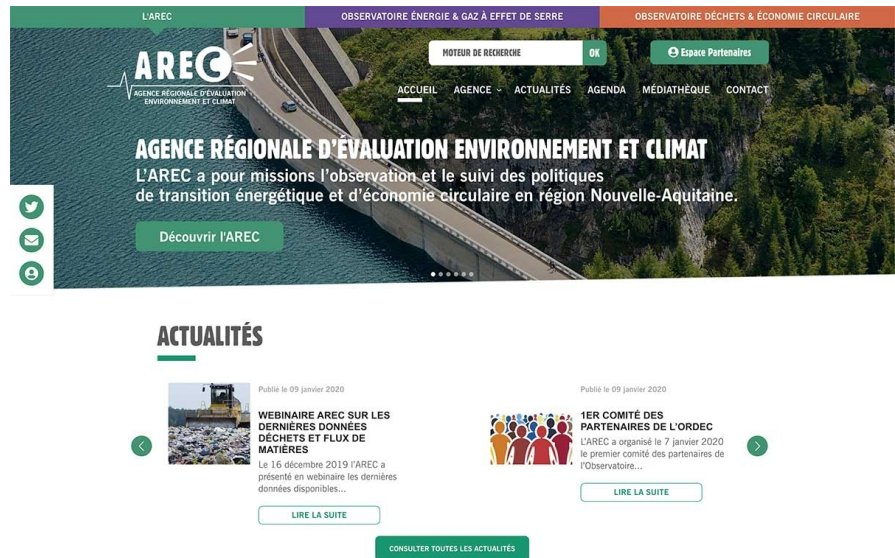 L'AREC
OBSERVATOIRE ÉNERGIE & GAZ À EFFET DE SERRE
OBSERVATOIRE DÉCHETS & ÉCONOMIE CIRCULAIRE
AREC
AGENCE RÉGIONALE D'ÉVALUATION
ENVIRONNEMENT ET CLIMAT
MOTEUR DE RECHERCHE
OK
Espace Partenaires
ACCUEIL
AGENCE
ACTUALITÉS
AGENDA
MÉDIATHÈQUE
CONTACT
AGENCE RÉGIONALE D'ÉVALUATION ENVIRONNEMENT ET CLIMAT
L'AREC a pour missions l'observation et le suivi des politiques
de transition énergétique et d'économie circulaire en région Nouvelle-Aquitaine.
Découvrir l'AREC
ACTUALITÉS
Publié le 09 janvier 2020
WEBINAIRE AREC SUR LES
DERNIÈRES DONNÉES
DÉCHETS ET FLUX DE
MATIÈRES
Le 16 décembre 2019 l'AREC a
présenté en webinaire les dernières
données disponibles...
LIRE LA SUITE
Publié le 09 janvier 2020
1ER COMITÉ DES
PARTENAIRES DE L'ORDEC
L'AREC a organisé le 7 janvier 2020
le premier comité des partenaires de
l'Observatoire...
LIRE LA SUITE
CONSULTER TOUTES LES ACTUALITÉS